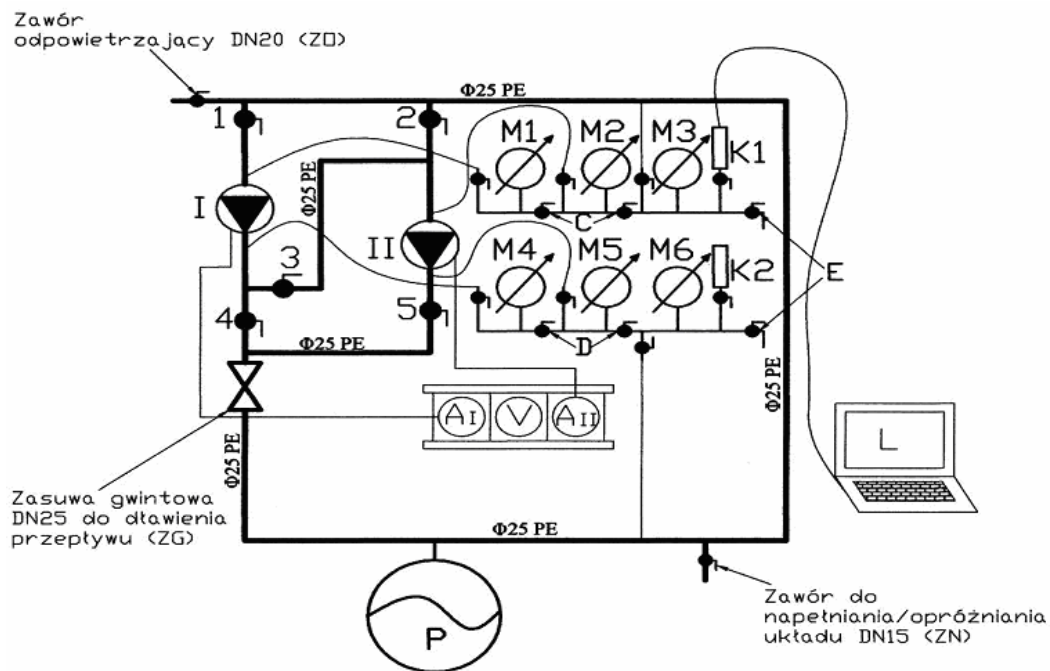 Zawór
odpowietrzający DN20 (ZO)
Φ25 PE
1
2
M1
M2
M3
K1
Φ25 PE
I
C
II
M4
M5
M6
K2
E
3
4
5
D
Φ25 PE
Φ25 PE
AI
V
AII
L
Φ25 PE
Zasuwa gwintowa
DN25 do dławienia
przepływu (ZG)
Φ25 PE
P
Zawór do
napełniania/opróżniania
układu DN15 (ZN)